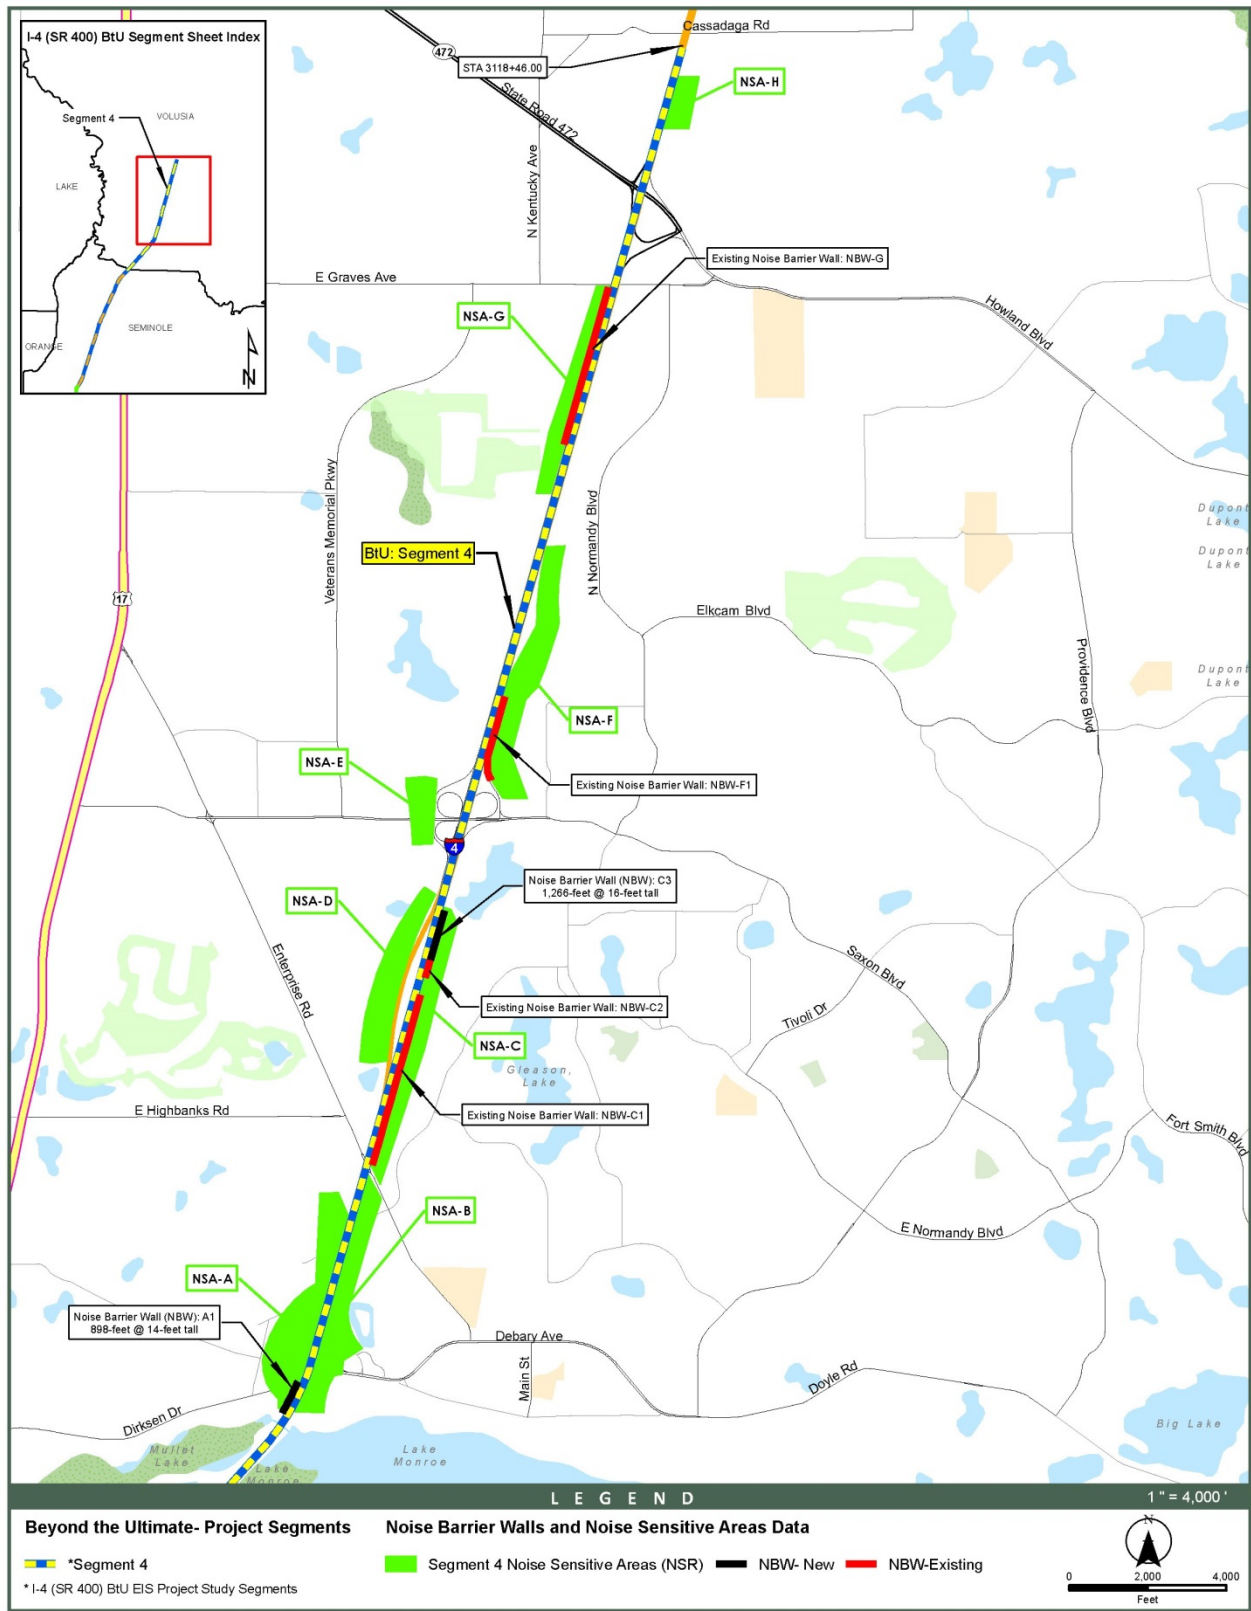 I-4 (SR 400) BtU Segment Sheet Index
Segment 4
VOLUSIA
LAKE
SEMINOLE
ORANGE
N
Cassadaga Rd
472
STA 3118+46.00
NSA-H
State Road 472
N Kentucky Ave
Existing Noise Barrier Wall: NBW-G
E Graves Ave
Howland Blvd
NSA-G
Veterans Memorial Pkwy
N Normandy Blvd
Dupont
Lake
Dupont
Lake
BtU: Segment 4
17
Elkcam Blvd
Providence Blvd
Dupont
Lake
NSA-F
NSA-E
Existing Noise Barrier Wall: NBW-F1
4
Noise Barrier Wall (NBW): C3
1,266-feet @ 16-feet tall
NSA-D
Enterprise Rd
Saxon Blvd
Existing Noise Barrier Wall: NBW-C2
Tivoli Dr
NSA-C
Gleason,
Lake
E Highbanks Rd
Existing Noise Barrier Wall: NBW-C1
Fort Smith Blvd
NSA-B
E Normandy Blvd
NSA-A
Noise Barrier Wall (NBW): A1
898-feet @ 14-feet tall
Debary Ave
Main St
Doyle Rd
Dirksen Dr
Big Lake
Mullet
Lake
Lake
Monroe
Lake
Monroe
LEGEND
1 " = 4,000 '
Beyond the Ultimate- Project Segments
Noise Barrier Walls and Noise Sensitive Areas Data
*Segment 4
Segment 4 Noise Sensitive Areas (NSR)
NBW- New
NBW-Existing
* I-4 (SR 400) BtU EIS Project Study Segments
N
0 2,000 4,000
Feet